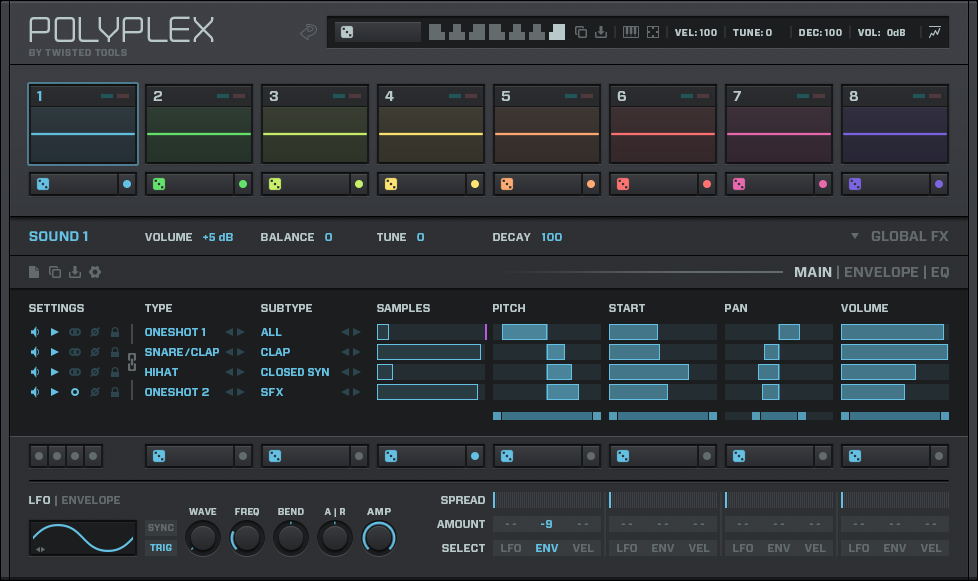 POLYPLEX
BY TWISTED TOOLS
VEL: 100 TUNE: 0 DEC: 100 VOL: 0dB
1 2 3 4 5 6 7 8
SOUND 1 VOLUME +5 dB BALANCE 0 TUNE 0 DECAY 100 GLOBAL FX
MAIN | ENVELOPE | EQ
SETTINGS TYPE SUBTYPE SAMPLES PITCH START PAN VOLUME
ONESHOT 1 ALL
SNARE/CLAP CLAP
HIHAT CLOSED SYN
ONESHOT 2 SFX
LFO | ENVELOPE
WAVE FREQ BEND A | R AMP
SYNC
TRIG
SPREAD
AMOUNT -- -9 -- -- -- -- -- -- -- -- -- --
SELECT LFO ENV VEL LFO ENV VEL LFO ENV VEL LFO ENV VEL